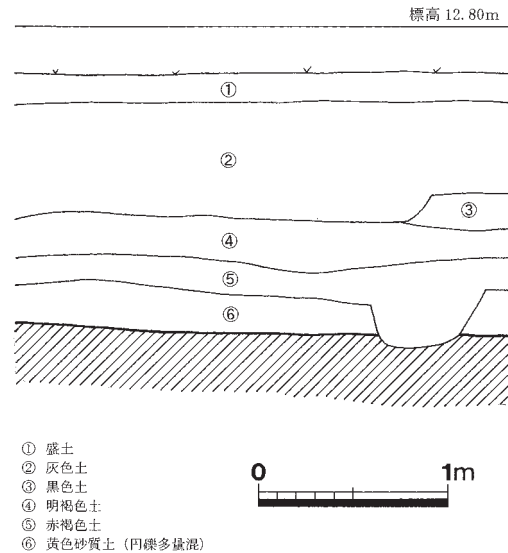 標高 12.80m
①
②
③
④
⑤
⑥
① 盛土
② 灰色土
③ 黒色土
④ 明褐色土
⑤ 赤褐色土
⑥ 黄色砂質土（円礫多量混）
0 1m